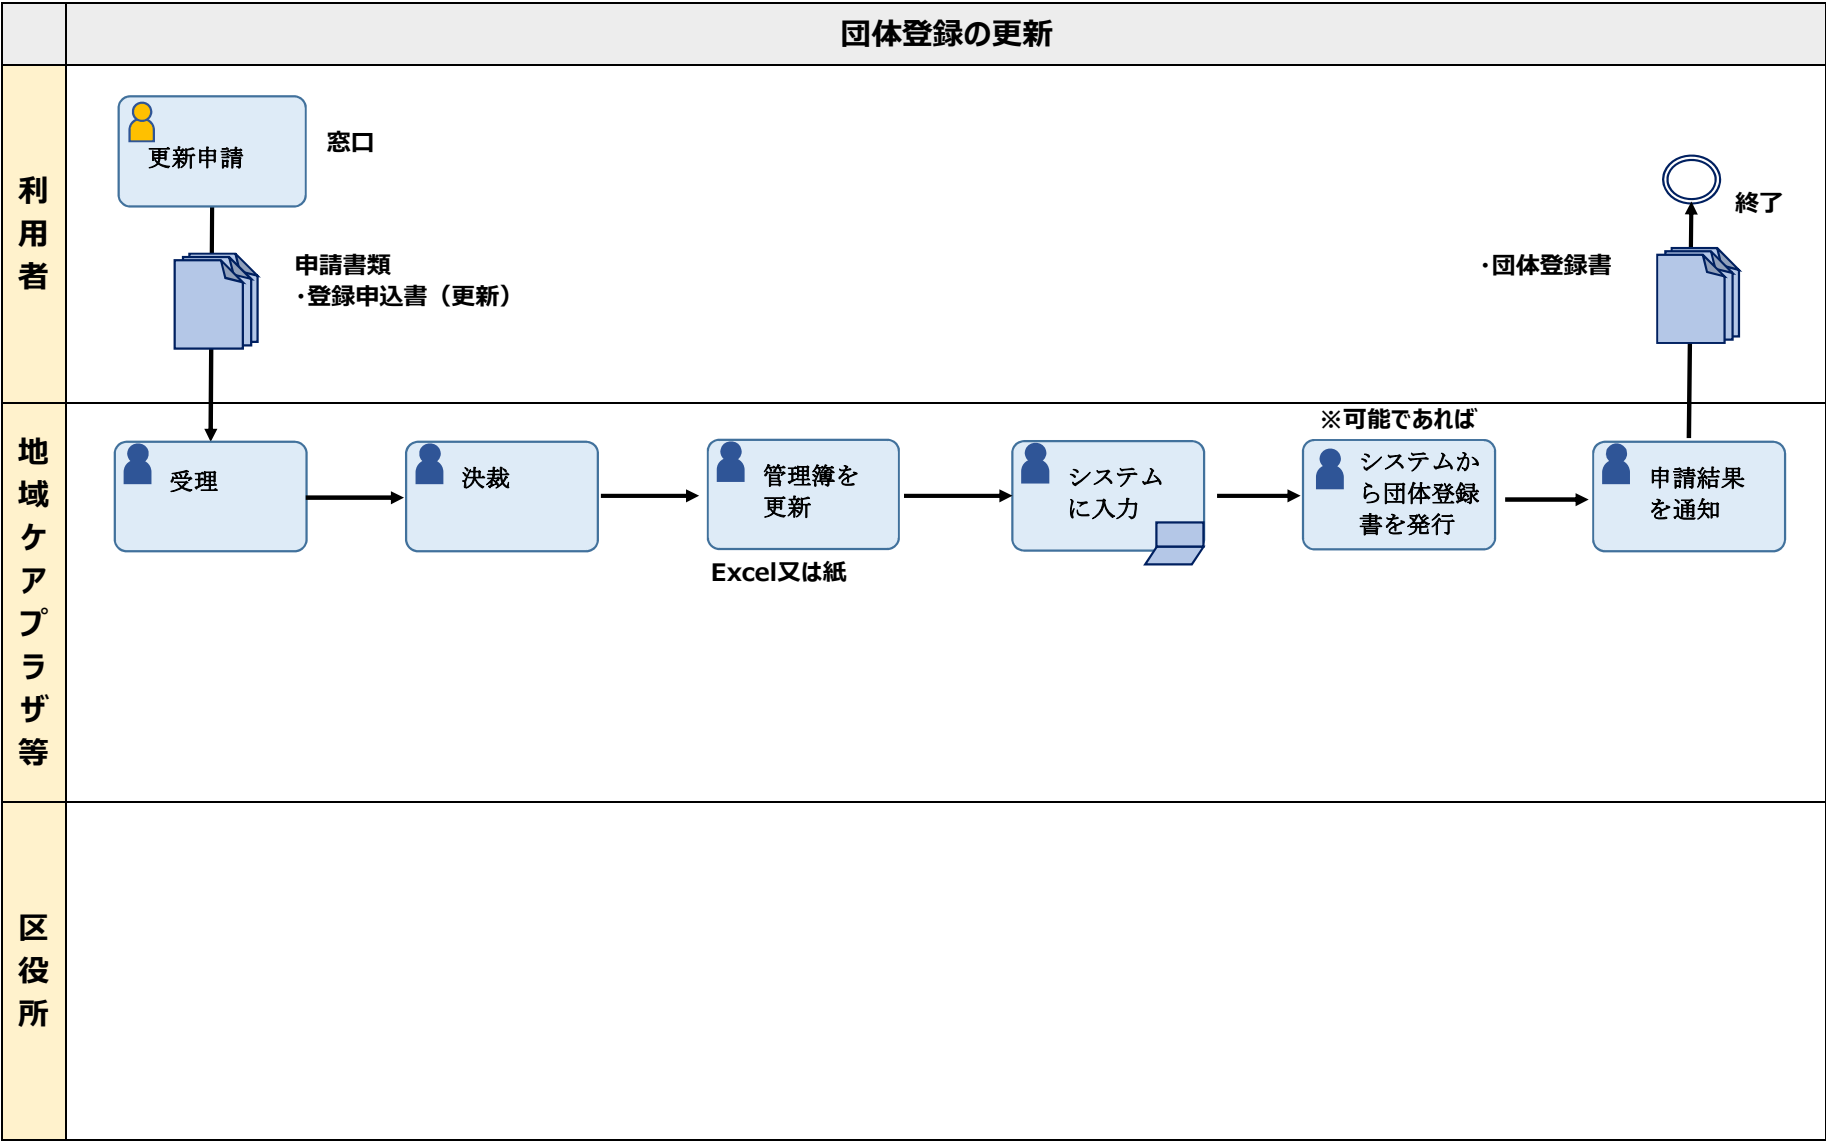 団体登録の更新
利用者
更新申請
窓口
申請書類
・登録申込書（更新）
・団体登録書
終了
地域ケアプラザ等
受理
決裁
管理簿を
更新
Excel又は紙
システム
に入力
※可能であれば
システムか
ら団体登録
書を発行
申請結果
を通知
区役所